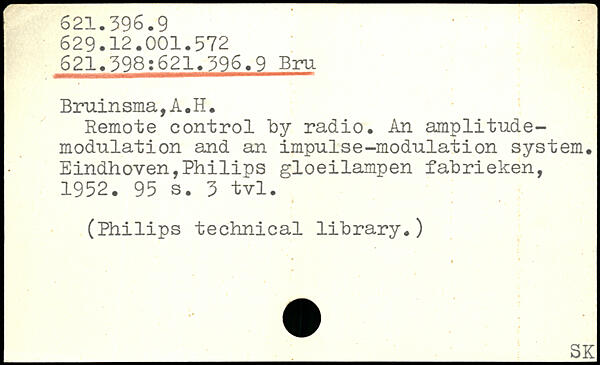 621.396.9
629.12.001.572
621.398:621.396.9 Bru
Bruinsma,A.H.
Remote control by radio. An amplitude-
modulation and an impulse-modulation system.
Eindhoven,Philips gloeilampen fabrieken,
1952. 95 s. 3 tvl.
(Philips technical library.)
SK